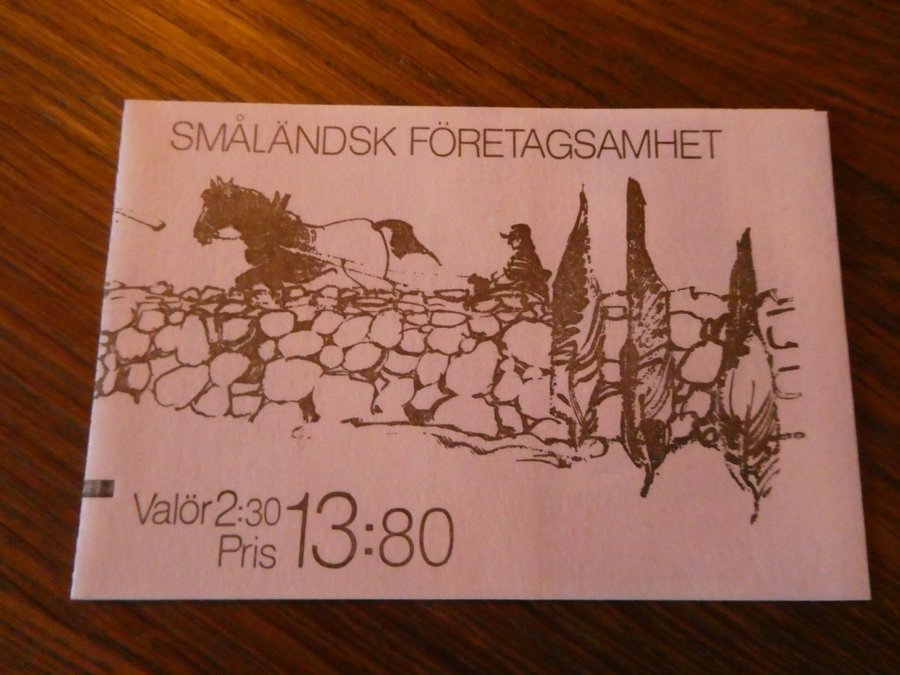 SMÅLÄNDSK FÖRETAGSAMHET
Valör 2:30
Pris 13:80